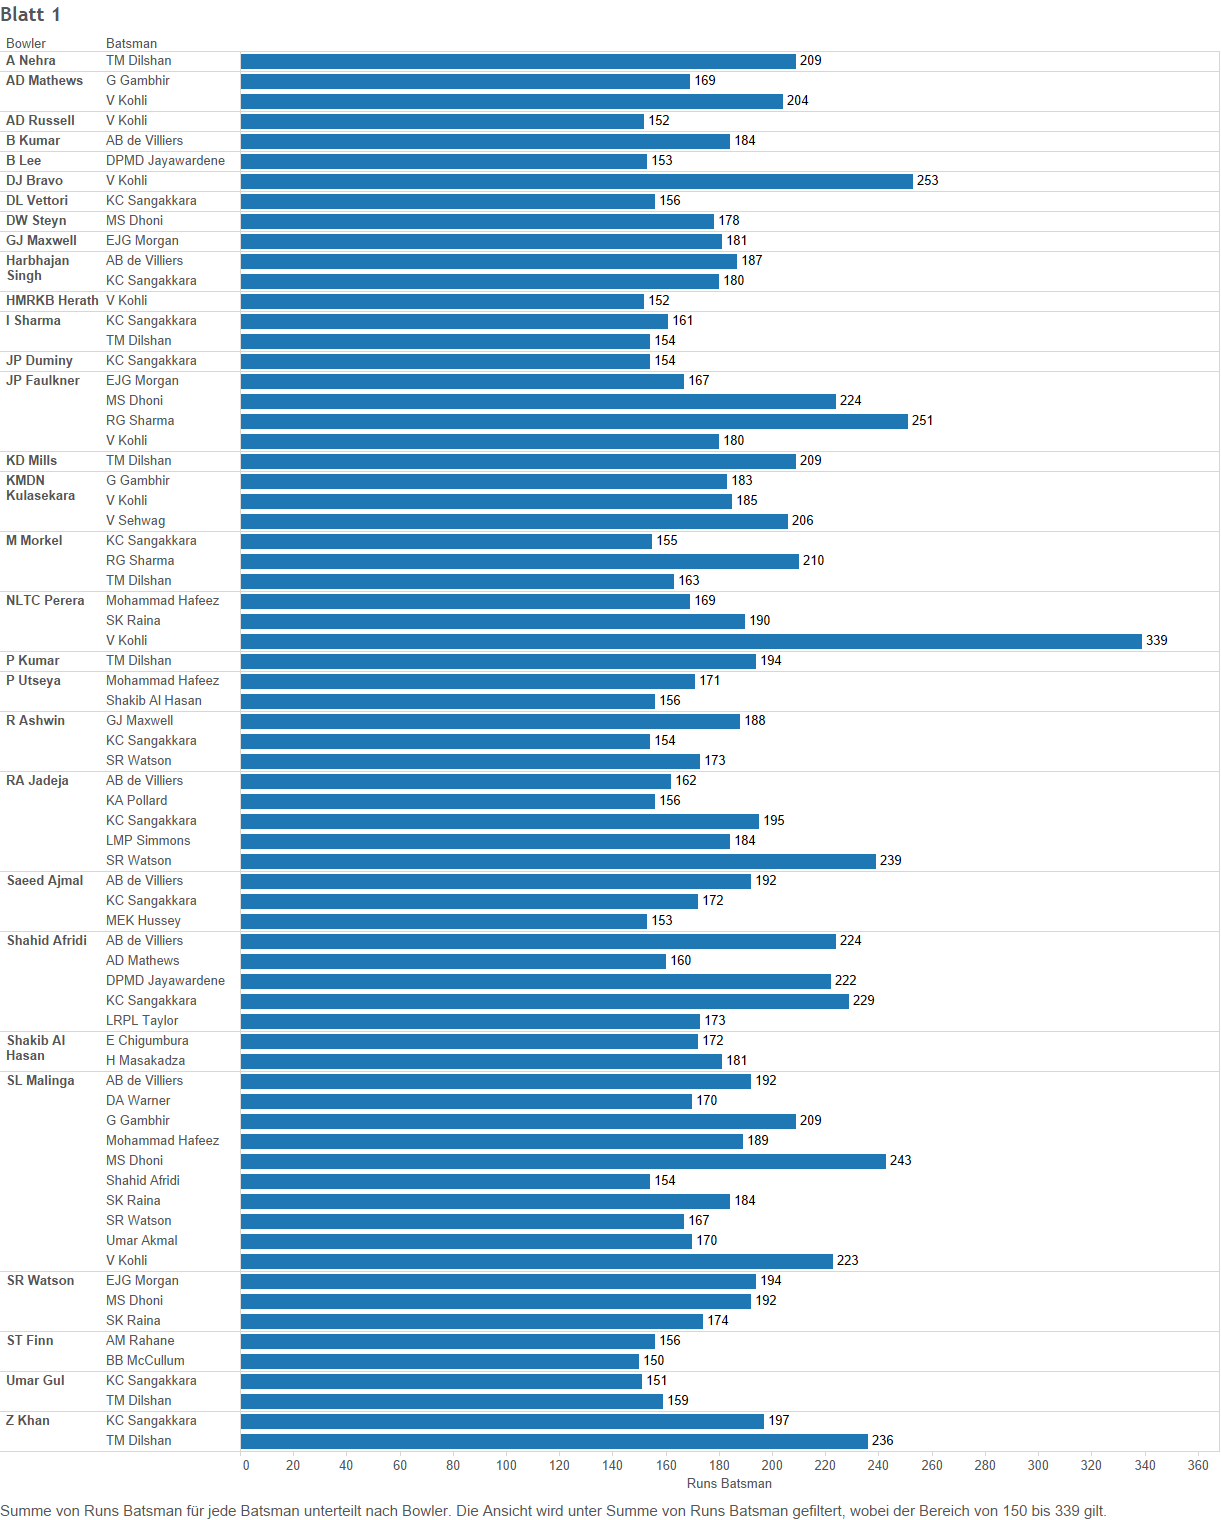 Blatt 1
Bowler Batsman
A Nehra TM Dilshan 209
AD Mathews G Gambhir 169
V Kohli 204
AD Russell V Kohli 152
B Kumar AB de Villiers 184
B Lee DPMD Jayawardene 153
DJ Bravo V Kohli 253
DL Vettori KC Sangakkara 156
DW Steyn MS Dhoni 178
GJ Maxwell EJG Morgan 181
Harbhajan AB de Villiers 187
Singh KC Sangakkara 180
HMRKB Herath V Kohli 152
I Sharma KC Sangakkara 161
TM Dilshan 154
JP Duminy KC Sangakkara 154
JP Faulkner EJG Morgan 167
MS Dhoni 224
RG Sharma 251
V Kohli 180
KD Mills TM Dilshan 209
KMDN G Gambhir 183
Kulasekara V Kohli 185
V Sehwag 206
M Morkel KC Sangakkara 155
RG Sharma 210
TM Dilshan 163
NLTC Perera Mohammad Hafeez 169
SK Raina 190
V Kohli 339
P Kumar TM Dilshan 194
P Utseya Mohammad Hafeez 171
Shakib Al Hasan 156
R Ashwin GJ Maxwell 188
KC Sangakkara 154
SR Watson 173
RA Jadeja AB de Villiers 162
KA Pollard 156
KC Sangakkara 195
LMP Simmons 184
SR Watson 239
Saeed Ajmal AB de Villiers 192
KC Sangakkara 172
MEK Hussey 153
Shahid Afridi AB de Villiers 224
AD Mathews 160
DPMD Jayawardene 222
KC Sangakkara 229
LRPL Taylor 173
Shakib Al E Chigumbura 172
Hasan H Masakadza 181
SL Malinga AB de Villiers 192
DA Warner 170
G Gambhir 209
Mohammad Hafeez 189
MS Dhoni 243
Shahid Afridi 154
SK Raina 184
SR Watson 167
Umar Akmal 170
V Kohli 223
SR Watson EJG Morgan 194
MS Dhoni 192
SK Raina 174
ST Finn AM Rahane 156
BB McCullum 150
Umar Gul KC Sangakkara 151
TM Dilshan 159
Z Khan KC Sangakkara 197
TM Dilshan 236
0 20 40 60 80 100 120 140 160 180 200 220 240 260 280 300 320 340 360
Runs Batsman
Summe von Runs Batsman für jede Batsman unterteilt nach Bowler. Die Ansicht wird unter Summe von Runs Batsman gefiltert, wobei der Bereich von 150 bis 339 gilt.